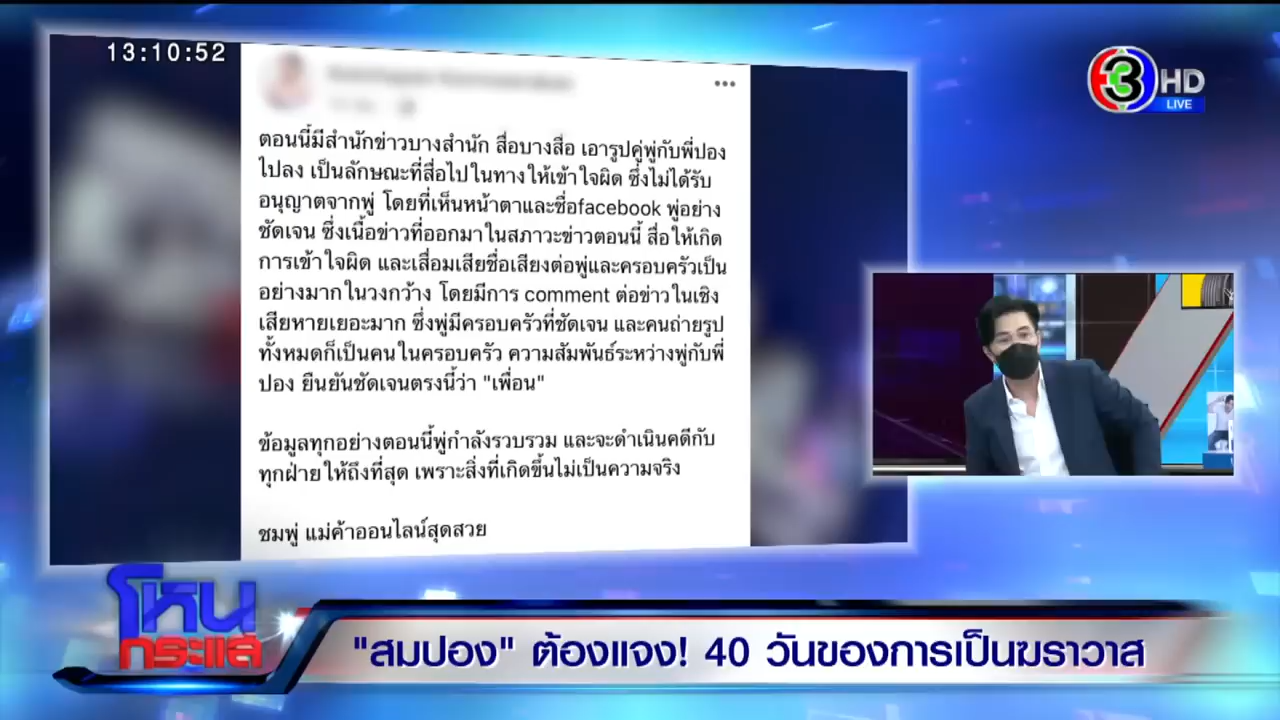 13:10:52
3 HD
LIVE
ตอนนี้มีสำนักข่าวบางสำนัก สื่อบางสื่อ เอารูปคู่พู่กับพี่ปอง
ไปลง เป็นลักษณะที่สื่อไปในทางให้เข้าใจผิด ซึ่งไม่ได้รับ
อนุญาตจากพู่ โดยที่เห็นหน้าตาและชื่อfacebook พู่อย่าง
ชัดเจน ซึ่งเนื้อข่าวที่ออกมาในสภาวะข่าวตอนนี้ สื่อให้เกิด
การเข้าใจผิด และเสื่อมเสียชื่อเสียงต่อพู่และครอบครัวเป็น
อย่างมากในวงกว้าง โดยมีการ comment ต่อข่าวในเชิง
เสียหายเยอะมาก ซึ่งพู่มีครอบครัวที่ชัดเจน และคนถ่ายรูป
ทั้งหมดก็เป็นคนในครอบครัว ความสัมพันธ์ระหว่างพู่กับพี่
ปอง ยืนยันชัดเจนตรงนี้ว่า "เพื่อน"
ข้อมูลทุกอย่างตอนนี้พู่กำลังรวบรวม และจะดำเนินคดีกับ
ทุกฝ่ายให้ถึงที่สุด เพราะสิ่งที่เกิดขึ้นไม่เป็นความจริง
ชมพู่ แม่ค้าออนไลน์สุดสวย
โหนกระแส
"สมปอง" ต้องแจง! 40 วันของการเป็นฆราวาส